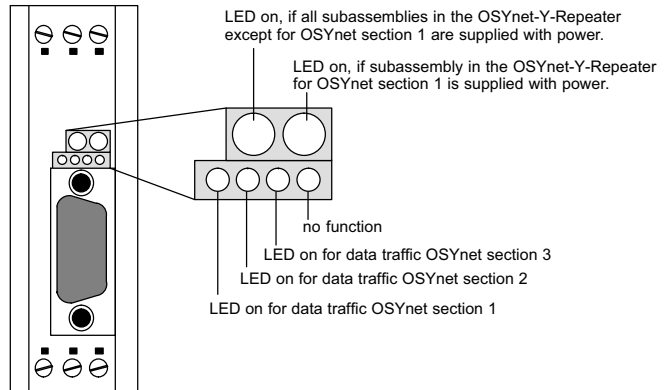 LED on, if all subassemblies in the OSYnet-Y-Repeater
except for OSYnet section 1 are supplied with power.
LED on, if subassembly in the OSYnet-Y-Repeater
for OSYnet section 1 is supplied with power.
no function
LED on for data traffic OSYnet section 3
LED on for data traffic OSYnet section 2
LED on for data traffic OSYnet section 1